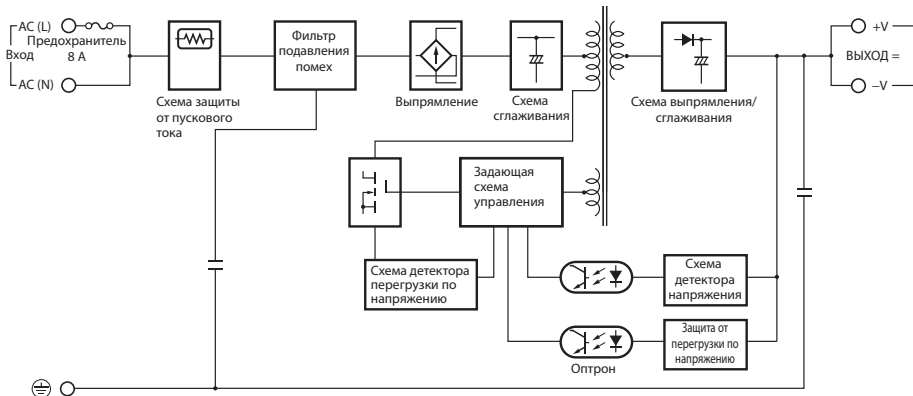 AC (L)
Вход
Предохранитель
8 А
AC (N)
Схема защиты
от пускового
тока
Фильтр
подавления
помех
Выпрямление
Схема
сглаживания
Схема выпрямления/
сглаживания
+V
ВЫХОД =
–V
Задающая
схема
управления
Схема детектора
перегрузки по
напряжению
Схема
детектора
напряжения
Защита от
перегрузки по
напряжению
Оптрон